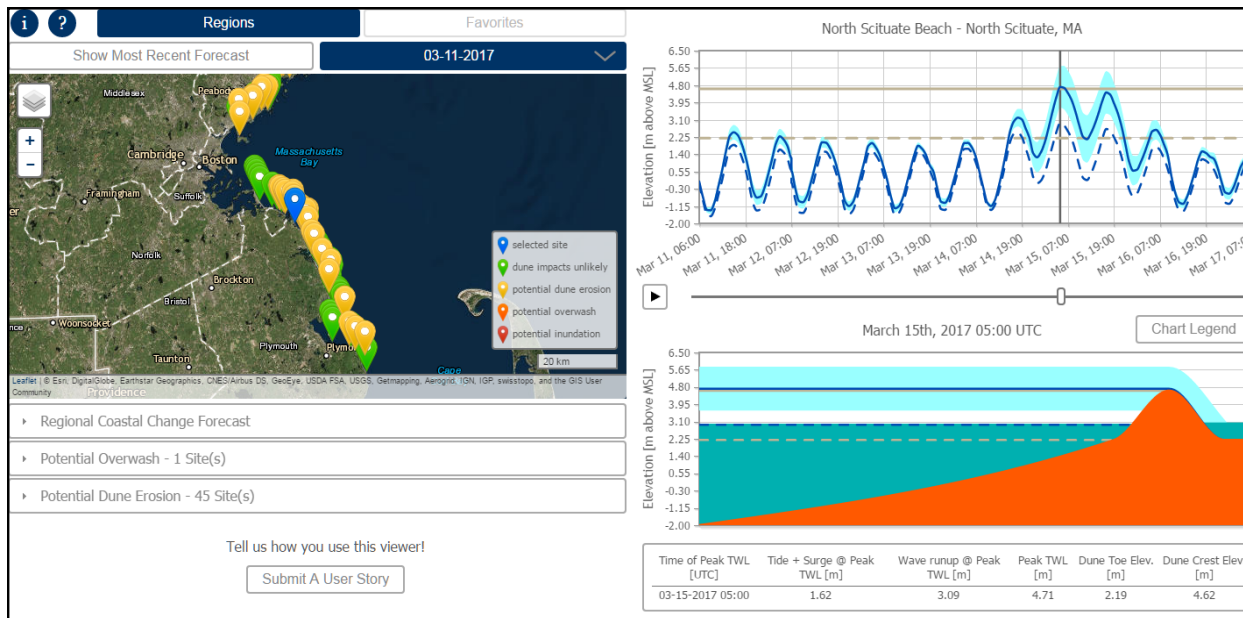 i ? Regions Favorites
Show Most Recent Forecast 03-11-2017
Middlesex Peabody
+
−
Massachusetts
Bay
Cambridge Boston
Framingham Suffolk
Norfolk
Brockton
Bristol
Woonsocket
Plymouth Plymo
Taunton
Cape
Providence
selected site
dune impacts unlikely
potential dune erosion
potential overwash
potential inundation
20 km
Leaflet | © Esri, DigitalGlobe, Earthstar Geographics, CNES/Airbus DS, GeoEye, USDA FSA, USGS, Getmapping, Aerogrid, IGN, IGP, swisstopo, and the GIS User
Community
Regional Coastal Change Forecast
Potential Overwash - 1 Site(s)
Potential Dune Erosion - 45 Site(s)
Tell us how you use this viewer!
Submit A User Story
North Scituate Beach - North Scituate, MA
Elevation [m above MSL]
6.50
5.65
4.80
3.95
3.10
2.25
1.40
0.55
-0.30
-1.15
-2.00
Mar 11, 06:00
Mar 11, 18:00
Mar 12, 07:00
Mar 12, 19:00
Mar 13, 07:00
Mar 13, 19:00
Mar 14, 07:00
Mar 14, 19:00
Mar 15, 07:00
Mar 15, 19:00
Mar 16, 07:00
Mar 16, 19:00
Mar 17, 07:0
March 15th, 2017 05:00 UTC
Chart Legend
Elevation [m above MSL]
6.50
5.65
4.80
3.95
3.10
2.25
1.40
0.55
-0.30
-1.15
-2.00
Time of Peak TWL Tide + Surge @ Peak Wave runup @ Peak Peak TWL Dune Toe Elev. Dune Crest Elev
[UTC] TWL [m] TWL [m] [m] [m] [m]
03-15-2017 05:00 1.62 3.09 4.71 2.19 4.62